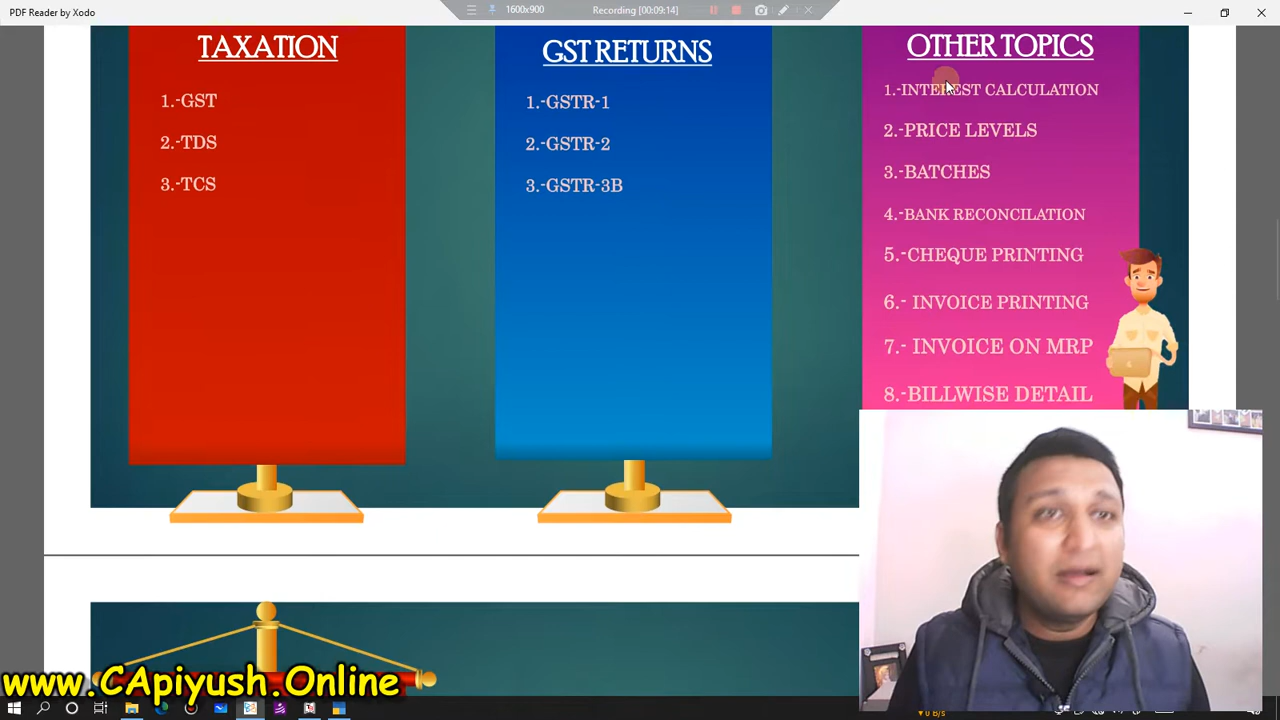 PDF Reader by Xodo
1600x900
Recording [00:09:14]
TAXATION
1.-GST
2.-TDS
3.-TCS
GST RETURNS
1.-GSTR-1
2.-GSTR-2
3.-GSTR-3B
OTHER TOPICS
1.-INTEREST CALCULATION
2.-PRICE LEVELS
3.-BATCHES
4.-BANK RECONCILATION
5.-CHEQUE PRINTING
6.- INVOICE PRINTING
7.- INVOICE ON MRP
8.-BILLWISE DETAIL
www.CApiyush.Online
0 B/s